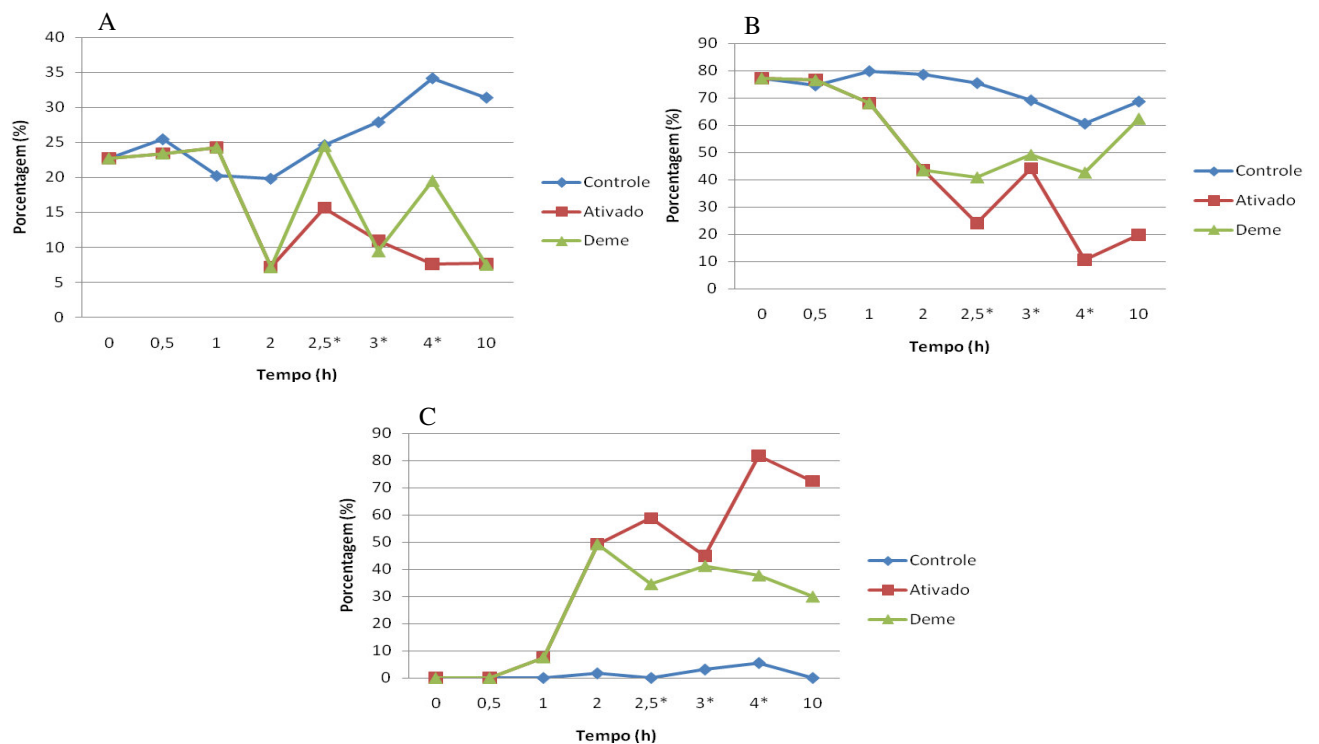 A
Porcentagem (%)
40
35
30
25
20
15
10
5
0
0 0,5 1 2 2,5* 3* 4* 10
Tempo (h)
Controle
Ativado
Deme
B
Porcentagem (%)
90
80
70
60
50
40
30
20
10
0
0 0,5 1 2 2,5* 3* 4* 10
Tempo (h)
Controle
Ativado
Deme
C
Porcentagem (%)
90
80
70
60
50
40
30
20
10
0
0 0,5 1 2 2,5* 3* 4* 10
Tempo (h)
Controle
Ativado
Deme